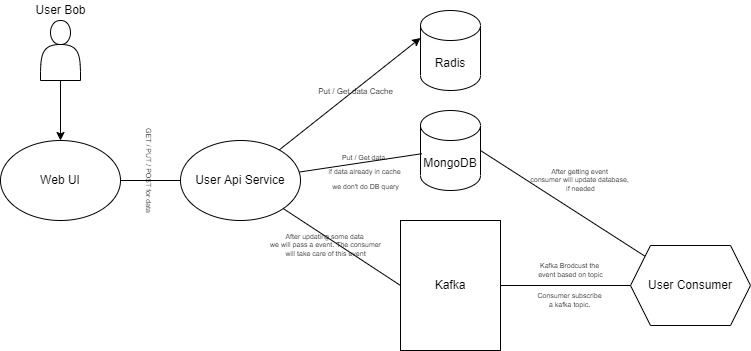 User Bob
Radis
Put / Get data Cache
GET / PUT / POST for data
Web UI
User Api Service
Put / Get data
if data already in cache
we don't do DB query
MongoDB
After getting event
consumer will update database,
if needed
After updating some data
we will pass a event. The consumer
will take care of this event
Kafka
Kafka Brodcust the
event based on topic
Consumer subscribe
a kafka topic.
User Consumer